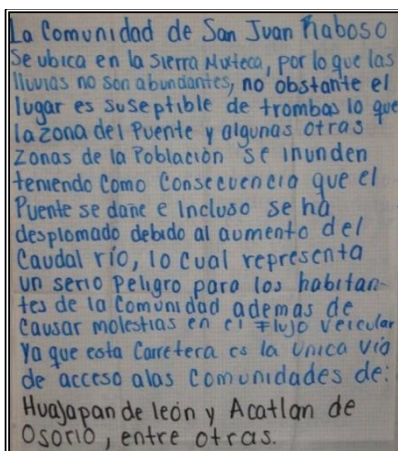 La Comunidad de San Juan Raboso
Se ubica en la Sierra Mixteca, por lo que las
lluvias no son abundantes, no obstante el
lugar es suseptible de trombas lo que
la zona del Puente y algunas otras
Zonas de la Población se inunden
teniendo como Consecuencia que el
Puente se dañe e Incluso se ha
desplomado debido al aumento del
Caudal río, lo cual representa
un serio Peligro para los habitan-
tes de la Comunidad ademas de
causar molestias en el Flujo veicular
Ya que esta Carretera es la Unica Vía
de acceso alas Comunidades de:
Huajapan de león y Acatlan de
Osorio, entre otras.